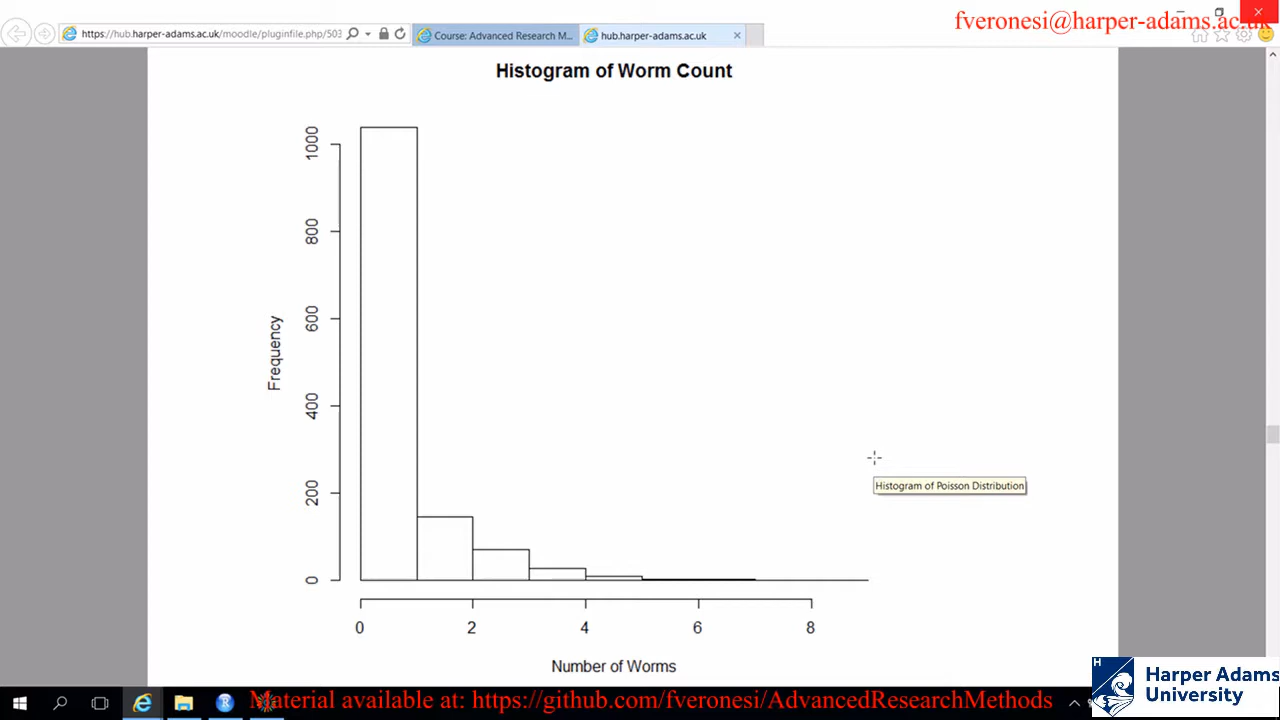 fveronesi@harper-adams.ac.uk
https://hub.harper-adams.ac.uk/moodle/pluginfile.php/503
Course: Advanced Research M...
hub.harper-adams.ac.uk
Histogram of Worm Count
1000
800
600
400
200
0
Frequency
Histogram of Poisson Distribution
0 2 4 6 8
Number of Worms
H
Harper Adams
University
Material available at: https://github.com/fveronesi/AdvancedResearchMethods